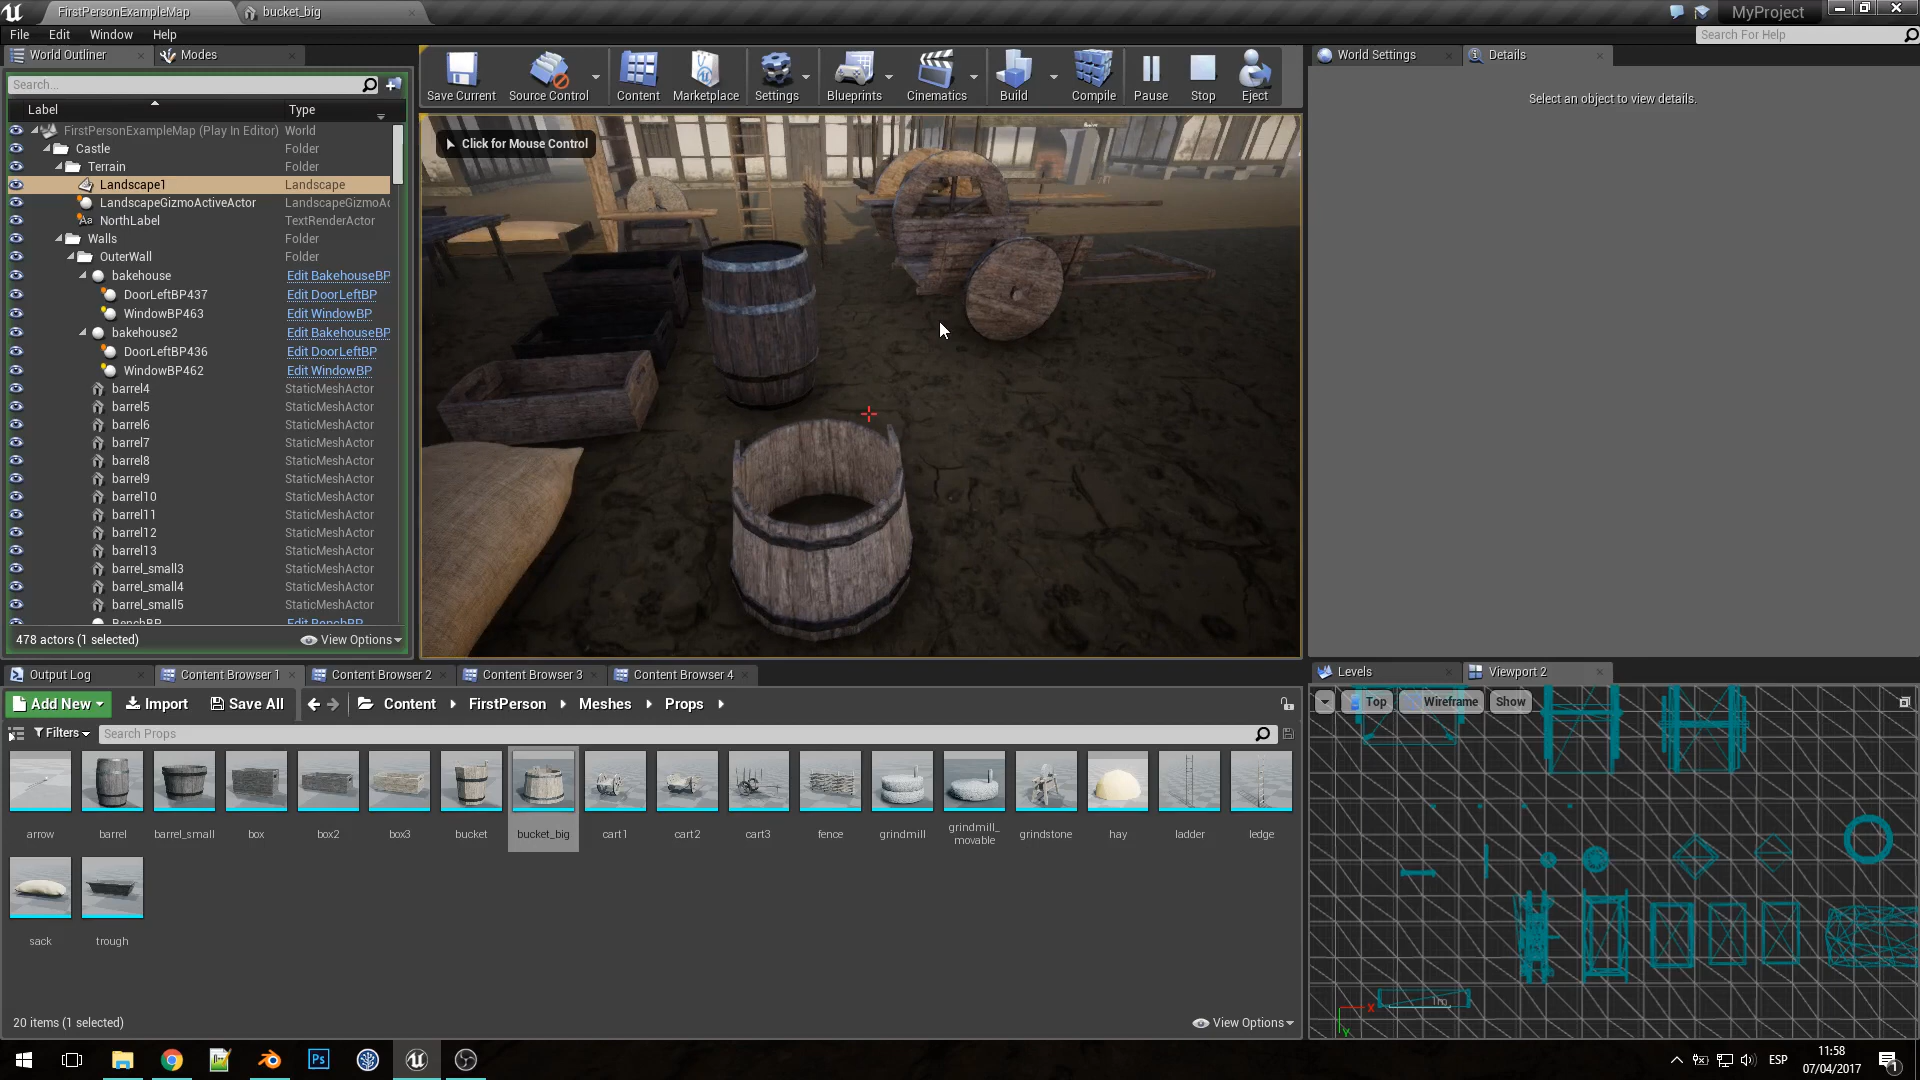 FirstPersonExampleMap
bucket_big
MyProject
File Edit Window Help
Search For Help
World Outliner
Modes
Search...
Label Type
FirstPersonExampleMap (Play In Editor) World
Castle Folder
Terrain Folder
Landscape1 Landscape
LandscapeGizmoActiveActor LandscapeGizmoAc
NorthLabel TextRenderActor
Walls Folder
OuterWall Folder
bakehouse Edit BakehouseBP
DoorLeftBP437 Edit DoorLeftBP
WindowBP463 Edit WindowBP
bakehouse2 Edit BakehouseBP
DoorLeftBP436 Edit DoorLeftBP
WindowBP462 Edit WindowBP
barrel4 StaticMeshActor
barrel5 StaticMeshActor
barrel6 StaticMeshActor
barrel7 StaticMeshActor
barrel8 StaticMeshActor
barrel9 StaticMeshActor
barrel10 StaticMeshActor
barrel11 StaticMeshActor
barrel12 StaticMeshActor
barrel13 StaticMeshActor
barrel_small3 StaticMeshActor
barrel_small4 StaticMeshActor
barrel_small5 StaticMeshActor
BenchBP Edit BenchBP
478 actors (1 selected) View Options
Save Current Source Control Content Marketplace Settings Blueprints Cinematics Build Compile Pause Stop Eject
Click for Mouse Control
World Settings
Details
Select an object to view details.
Output Log
Content Browser 1
Content Browser 2
Content Browser 3
Content Browser 4
Add New Import Save All Content FirstPerson Meshes Props
Filters Search Props
arrow barrel barrel_small box box2 box3 bucket bucket_big cart1 cart2 cart3 fence grindmill grindmill_
movable grindstone hay ladder ledge
sack trough
20 items (1 selected) View Options
Levels
Viewport 2
Top Wireframe Show
X
Y
Ps
ESP
11:58
07/04/2017
1